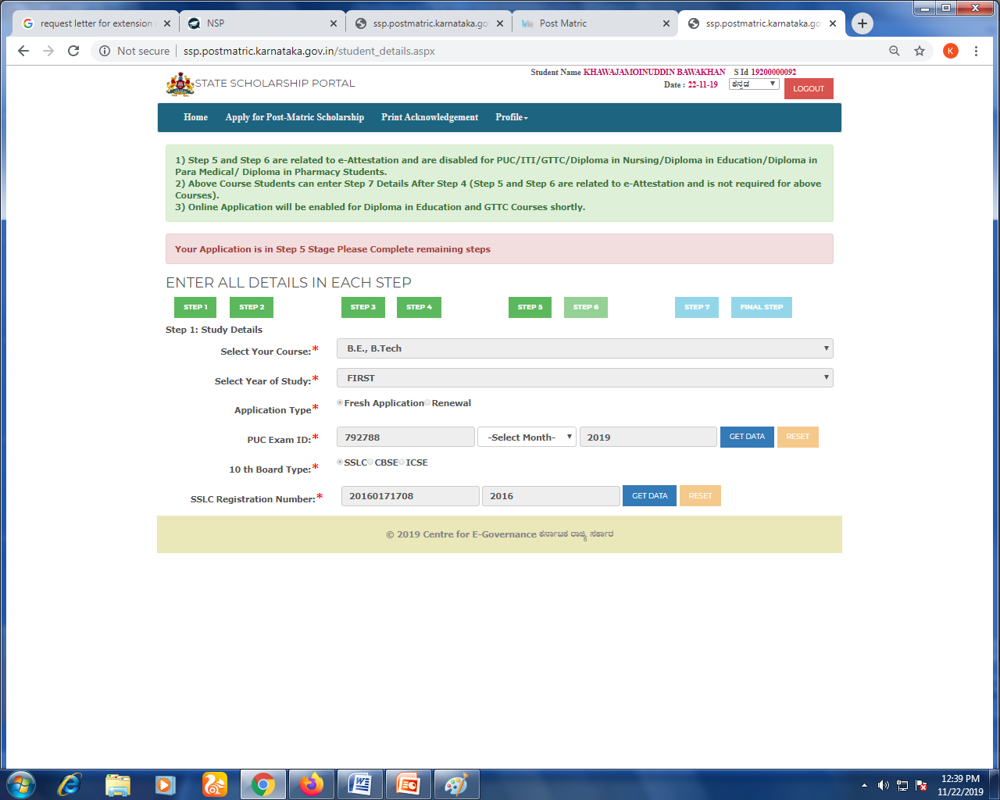 request letter for extension
NSP
ssp.postmatric.karnataka.go
Post Matric
ssp.postmatric.karnataka.go
Not secure
ssp.postmatric.karnataka.gov.in/student_details.aspx
K
STATE SCHOLARSHIP PORTAL
Student Name KHAWAJAMOINUDDIN BAWAKHAN S Id 19200000092
Date : 22-11-19 ಕನ್ನಡ LOGOUT
Home Apply for Post-Matric Scholarship Print Acknowledgement Profile
1) Step 5 and Step 6 are related to e-Attestation and are disabled for PUC/ITI/GTTC/Diploma in Nursing/Diploma in Education/Diploma in
Para Medical/ Diploma in Pharmacy Students.
2) Above Course Students can enter Step 7 Details After Step 4 (Step 5 and Step 6 are related to e-Attestation and is not required for above
Courses).
3) Online Application will be enabled for Diploma in Education and GTTC Courses shortly.
Your Application is in Step 5 Stage Please Complete remaining steps
ENTER ALL DETAILS IN EACH STEP
STEP 1 STEP 2 STEP 3 STEP 4 STEP 5 STEP 6 STEP 7 FINAL STEP
Step 1: Study Details
Select Your Course:* B.E., B.Tech
Select Year of Study:* FIRST
Application Type* Fresh Application Renewal
PUC Exam ID:* 792788 -Select Month- 2019 GET DATA RESET
10 th Board Type:* SSLC CBSE ICSE
SSLC Registration Number:* 20160171708 2016 GET DATA RESET
© 2019 Centre for E-Governance ಕರ್ನಾಟಕ ರಾಜ್ಯ ಸರ್ಕಾರ
12:39 PM
11/22/2019